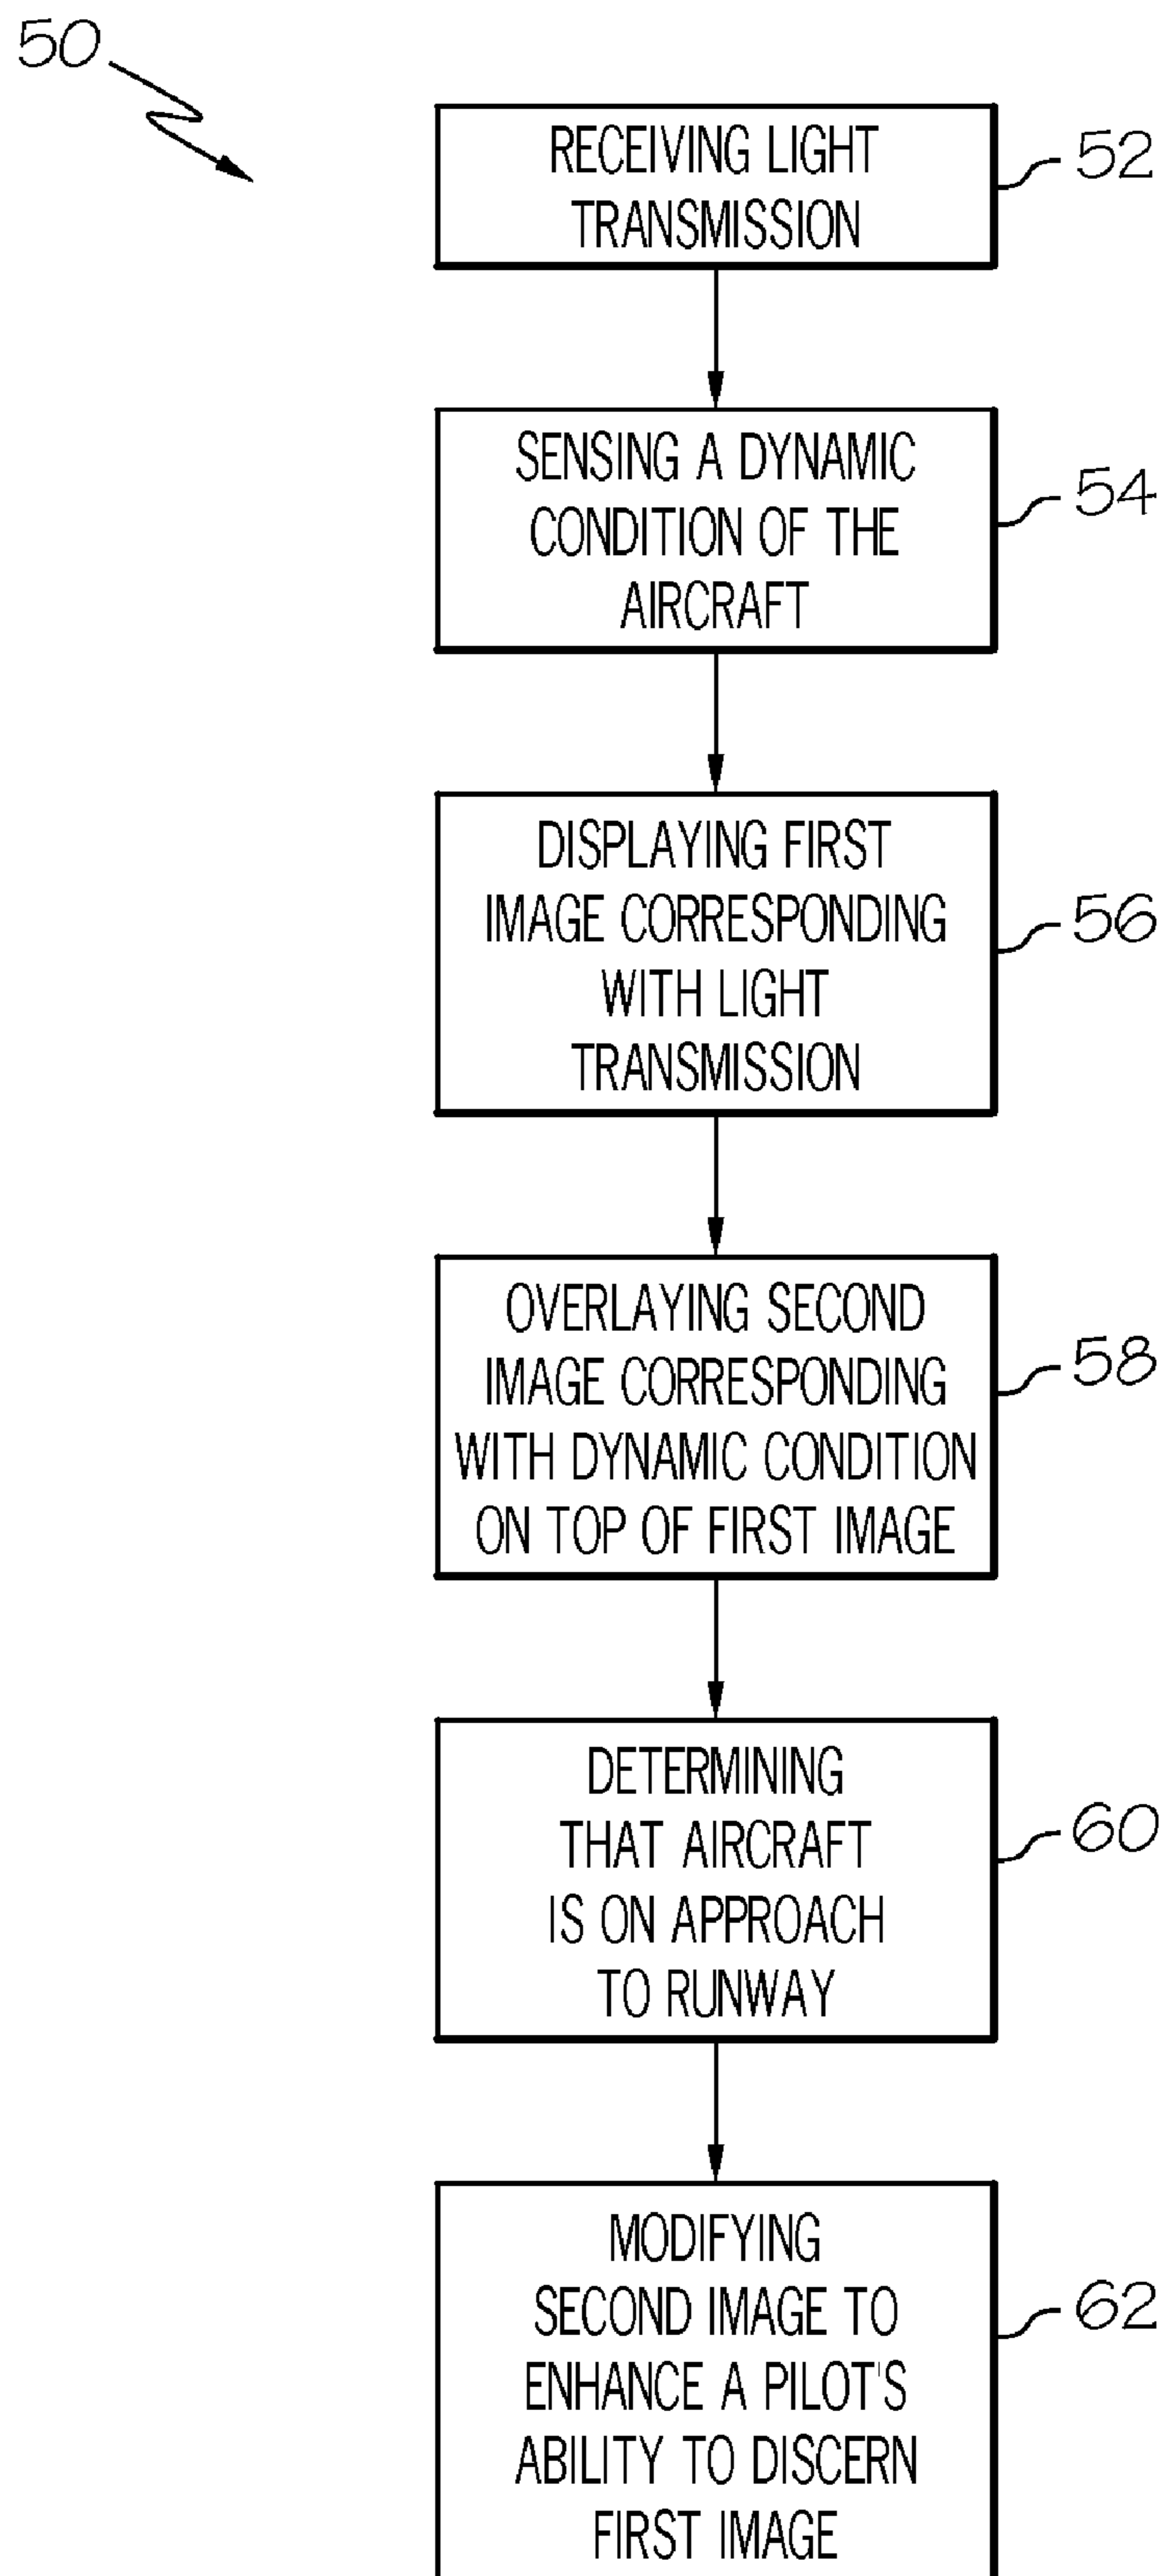 50
RECEIVING LIGHT
TRANSMISSION
52
SENSING A DYNAMIC
CONDITION OF THE
AIRCRAFT
54
DISPLAYING FIRST
IMAGE CORRESPONDING
WITH LIGHT
TRANSMISSION
56
OVERLAYING SECOND
IMAGE CORRESPONDING
WITH DYNAMIC CONDITION
ON TOP OF FIRST IMAGE
58
DETERMINING
THAT AIRCRAFT
IS ON APPROACH
TO RUNWAY
60
MODIFYING
SECOND IMAGE TO
ENHANCE A PILOT'S
ABILITY TO DISCERN
FIRST IMAGE
62